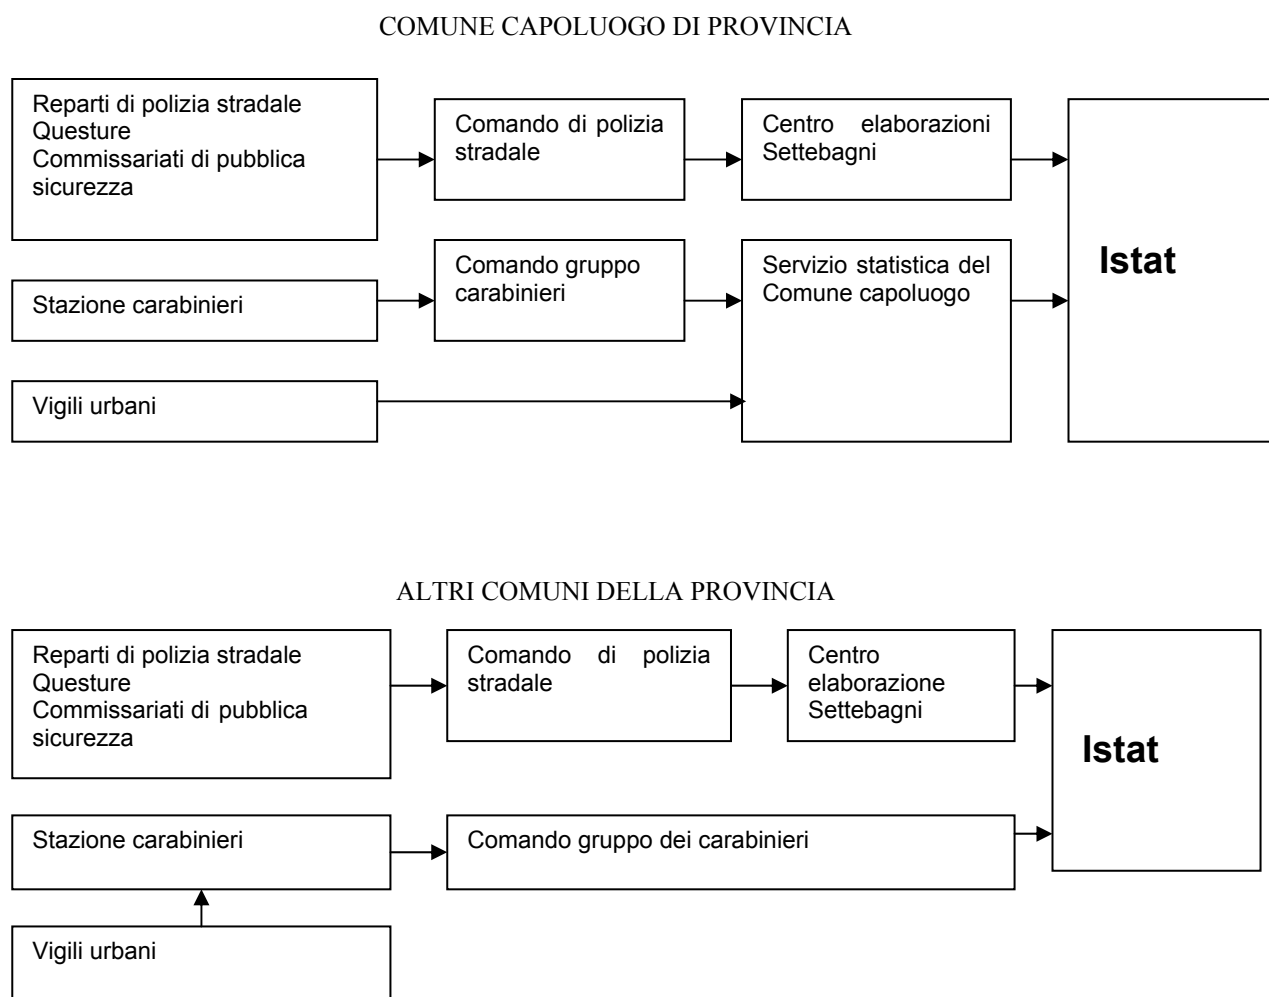 COMUNE CAPOLUOGO DI PROVINCIA
Reparti di polizia stradale
Questure
Commissariati di pubblica
sicurezza
Comando di polizia
stradale
Centro elaborazioni
Settebagni
Istat
Stazione carabinieri
Comando gruppo
carabinieri
Servizio statistica del
Comune capoluogo
Vigili urbani
ALTRI COMUNI DELLA PROVINCIA
Reparti di polizia stradale
Questure
Commissariati di pubblica
sicurezza
Comando di polizia
stradale
Centro
elaborazione
Settebagni
Istat
Stazione carabinieri
Comando gruppo dei carabinieri
Vigili urbani